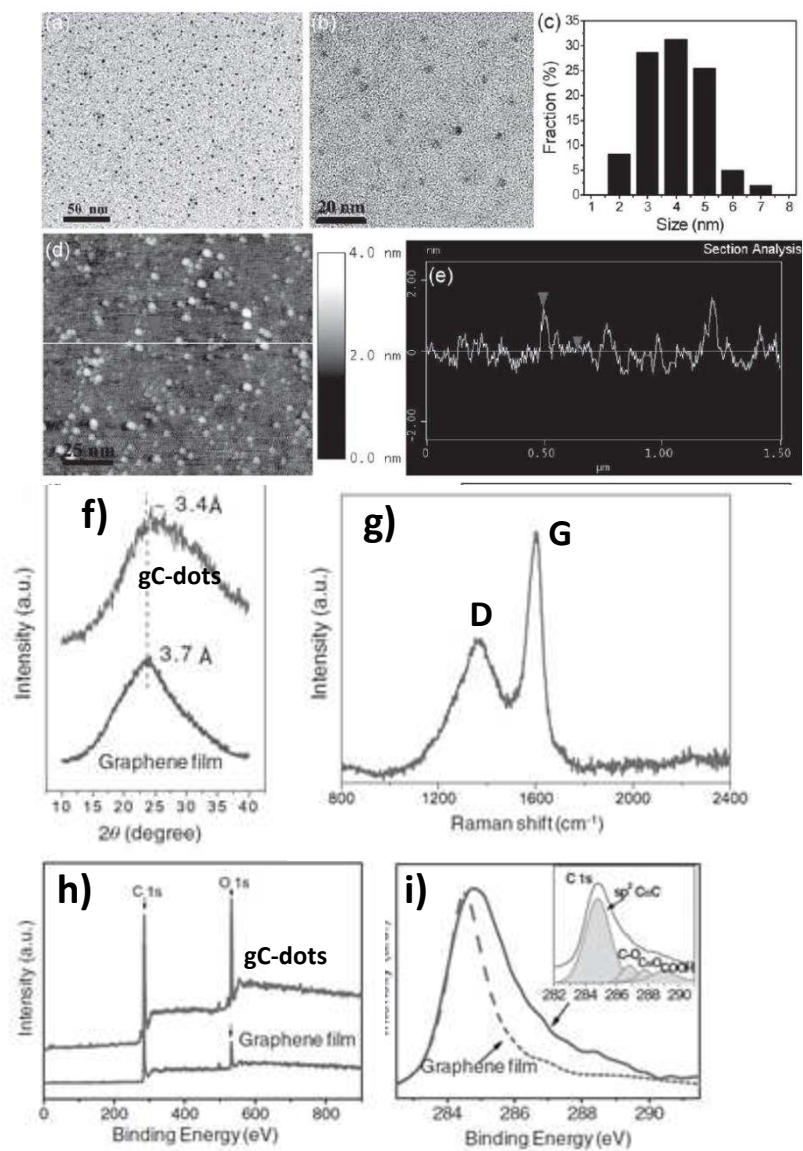 (a)
50 nm
(b)
20 nm
(c)
Fraction (%)
35
30
25
20
15
10
5
0
1 2 3 4 5 6 7 8
Size (nm)
(d)
25 nm
4.0 nm
2.0 nm
0.0 nm
(e)
nm
Section Analysis
2.00
0
-2.00
0 0.50 1.00 1.50
µm
f)
3.4Å
gC-dots
3.7 Å
Graphene film
Intensity (a.u.)
10 15 20 25 30 35 40
2θ (degree)
g)
D
G
Intensity (a.u.)
800 1200 1600 2000 2400
Raman shift(cm⁻¹)
h)
C 1s
O 1s
gC-dots
Graphene film
Intensity (a.u.)
0 200 400 600 800
Binding Energy (eV)
i)
C 1s
sp² C=C
C-O
C=O
COOH
282 284 286 288 290
Graphene film
284 286 288 290
Binding Energy (eV)